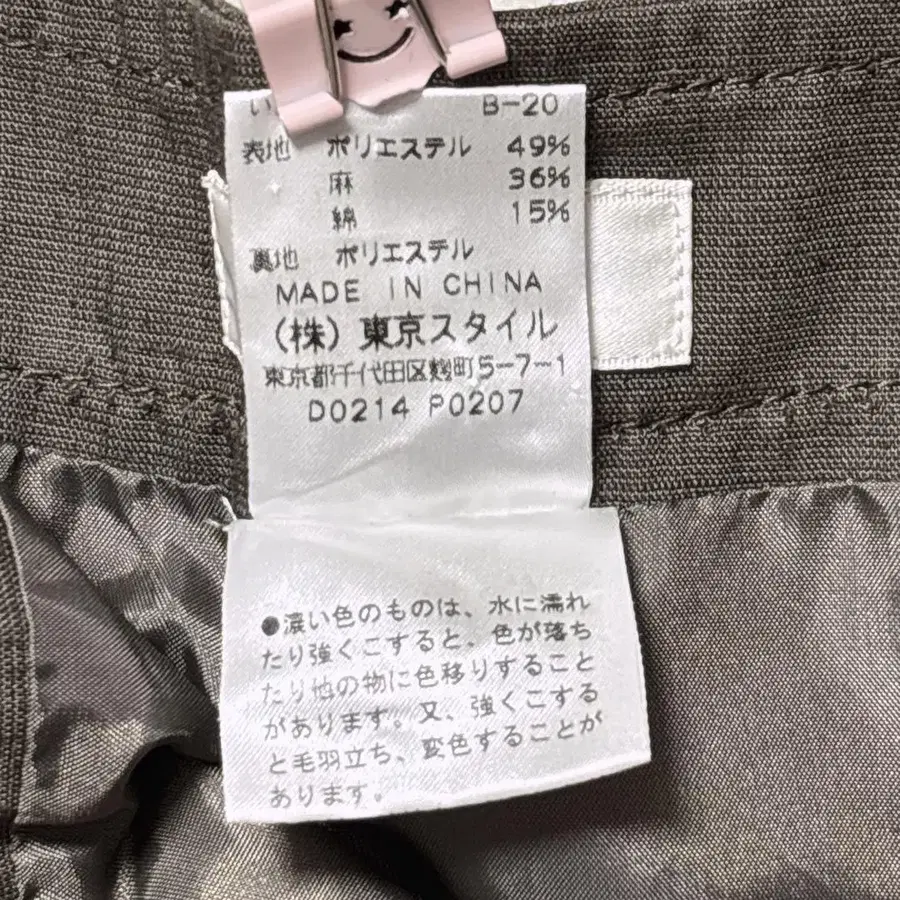 い B-20
表地 ポリエステル 49%
麻 36%
綿 15%
裏地 ポリエステル
MADE IN CHINA
(株)東京スタイル
東京都千代田区麹町5-7-1
D0214 P0207
●濃い色のものは、水に濡れ
たり強くこすると、色が落ち
たり他の物に色移りすること
があります。又、強くこする
と毛羽立ち、変色することが
あります。